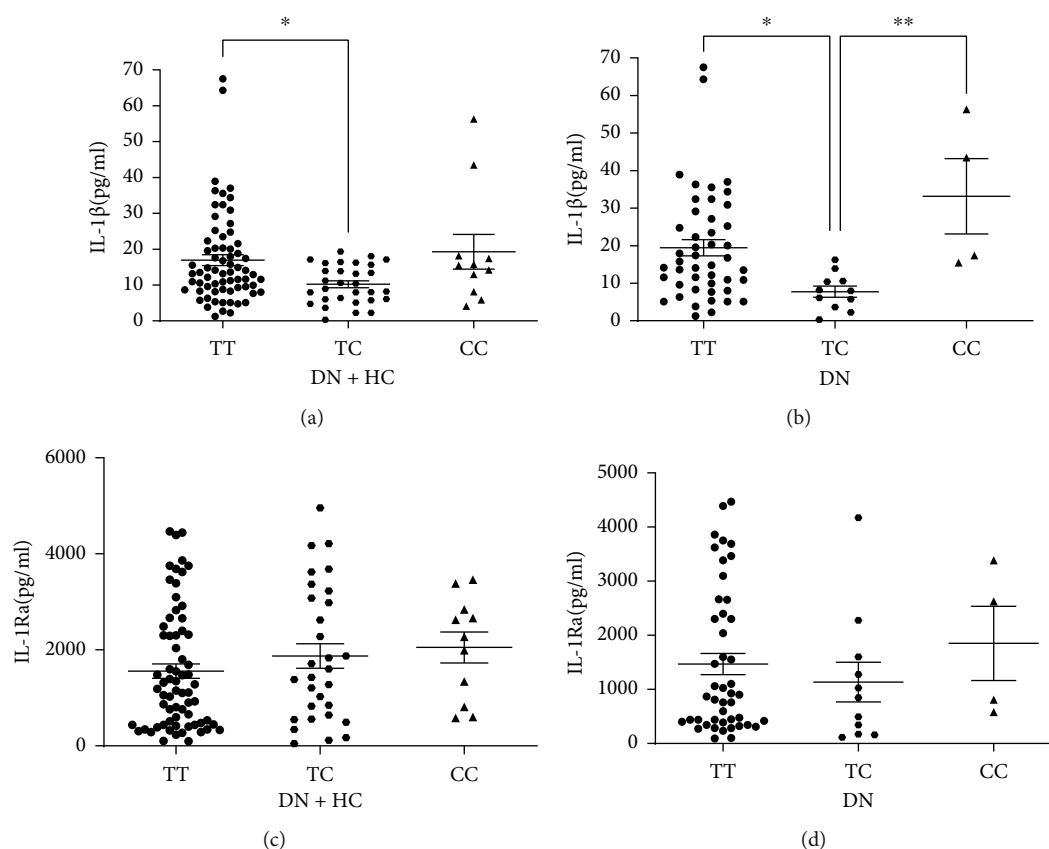 *
70
60
50
40
30
20
10
0
IL-1β(pg/ml)
TT
TC
CC
DN + HC
(a)
*
**
70
60
50
40
30
20
10
0
IL-1β(pg/ml)
TT
TC
CC
DN
(b)
6000
4000
2000
0
IL-1Ra(pg/ml)
TT
TC
CC
DN + HC
(c)
5000
4000
3000
2000
1000
0
IL-1Ra(pg/ml)
TT
TC
CC
DN
(d)